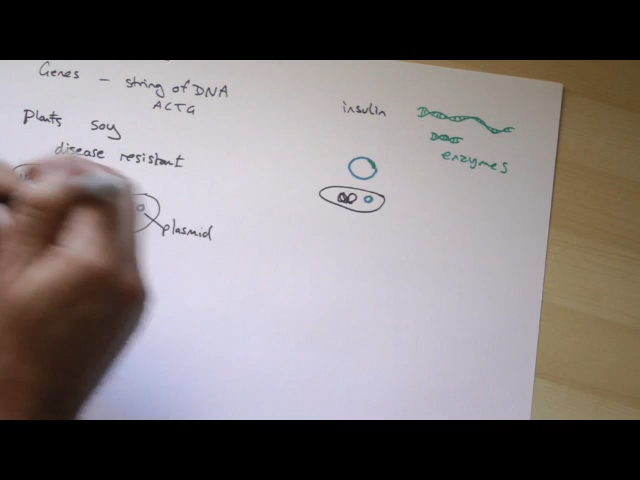 Genes – string of DNA
ACTG
plants soy
disease resistant
plasmid
insulin
enzymes